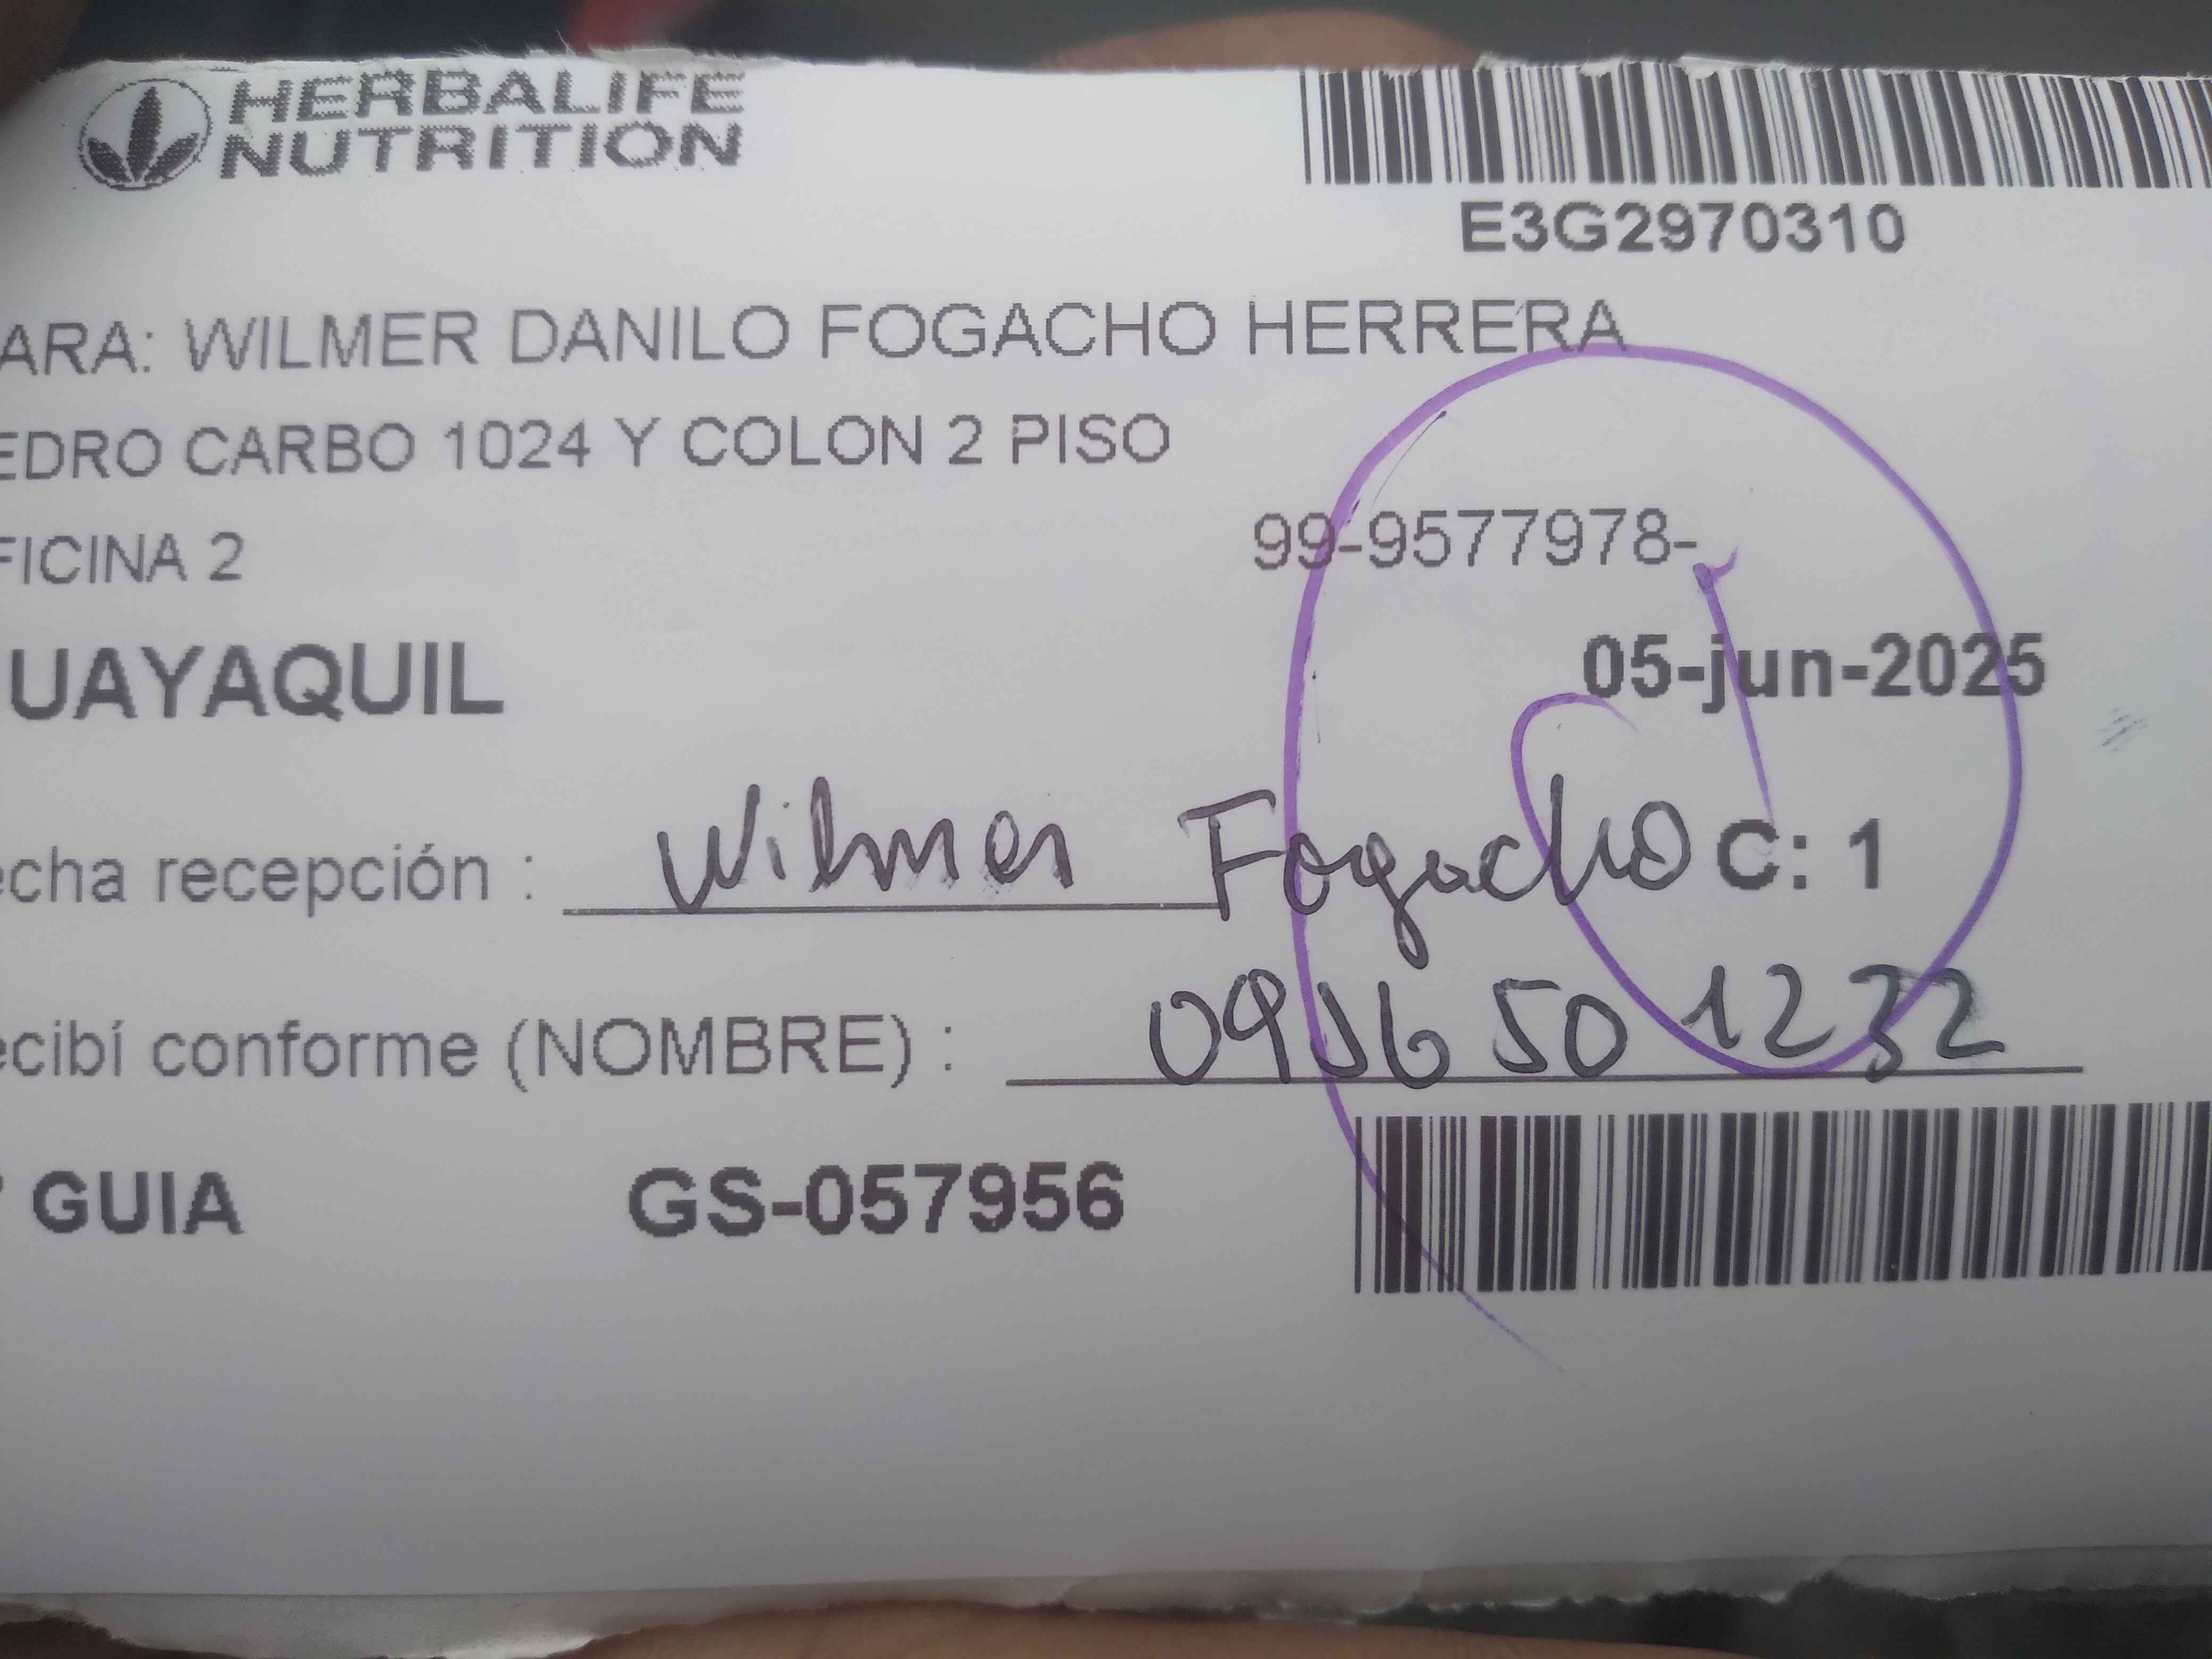 HERBALIFE
NUTRITION
E3G2970310
ARA: WILMER DANILO FOGACHO HERRERA
EDRO CARBO 1024 Y COLON 2 PISO
FICINA 2
99-9577978-
UAYAQUIL
05-jun-2025
echa recepción : Wilmer Fogacho C: 1
ecibí conforme (NOMBRE) : 0956501232
GUIA GS-057956